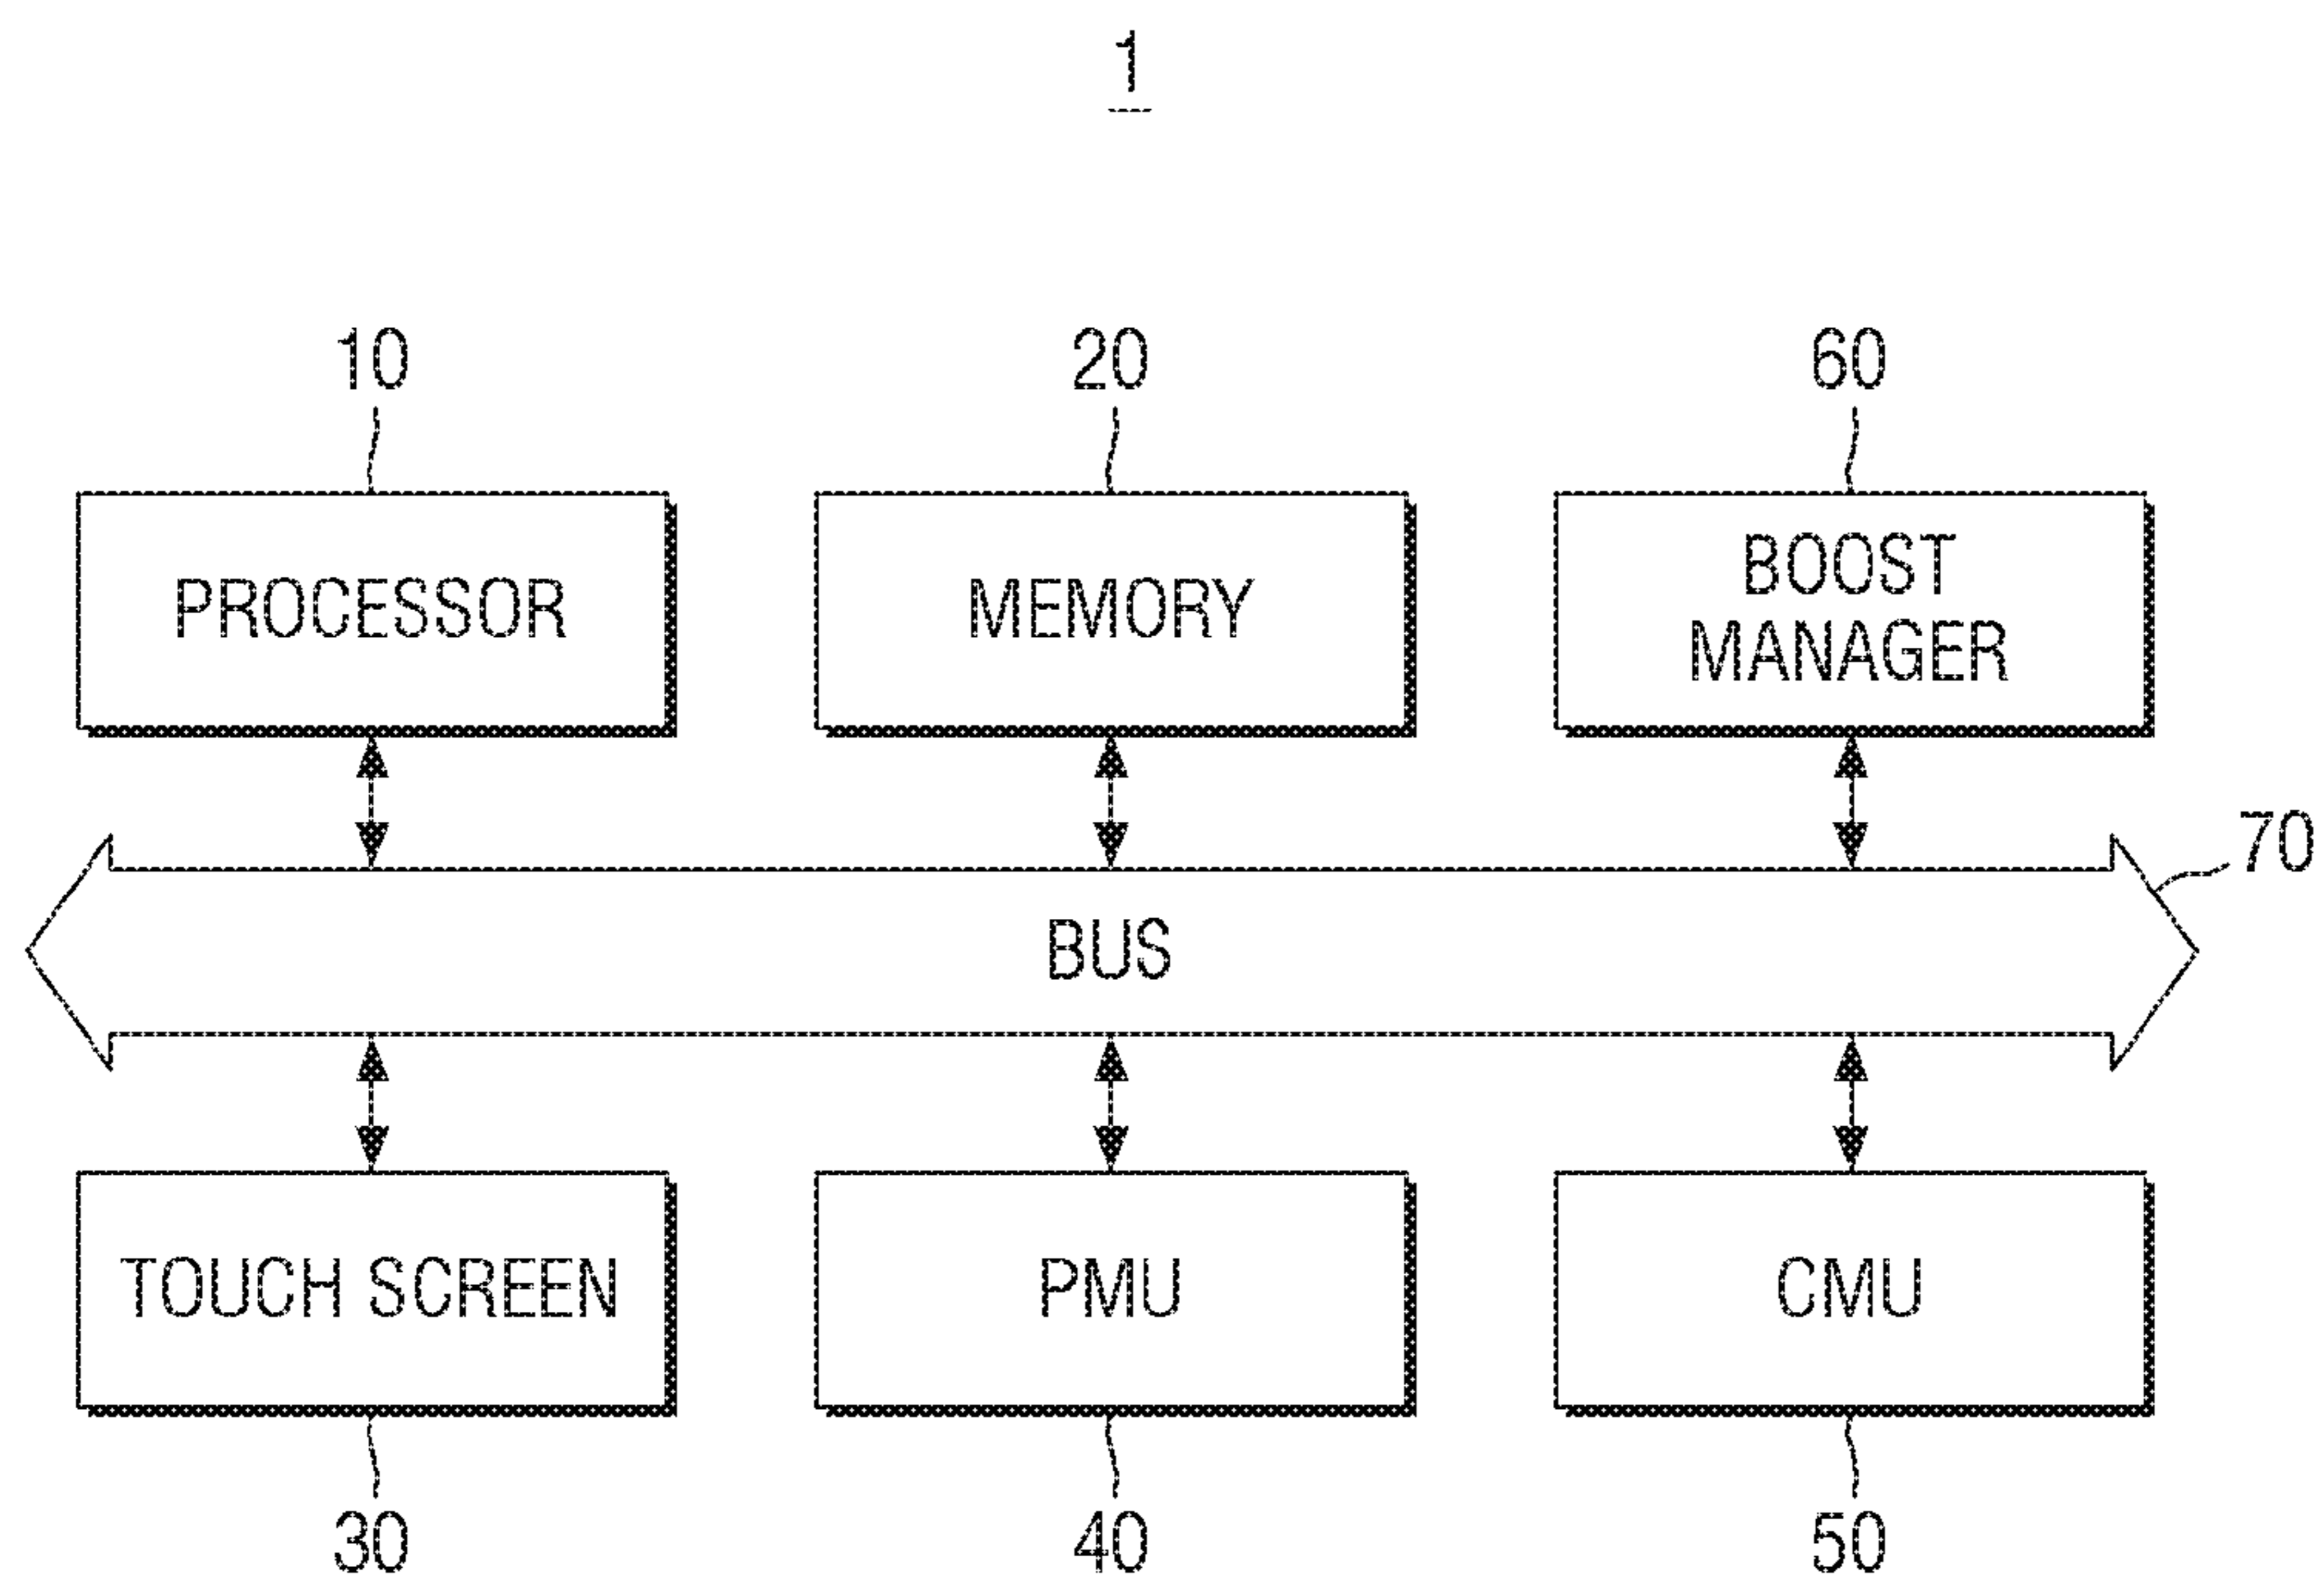 1
10 20 60
PROCESSOR MEMORY BOOST
MANAGER
70
BUS
TOUCH SCREEN PMU CMU
30 40 50